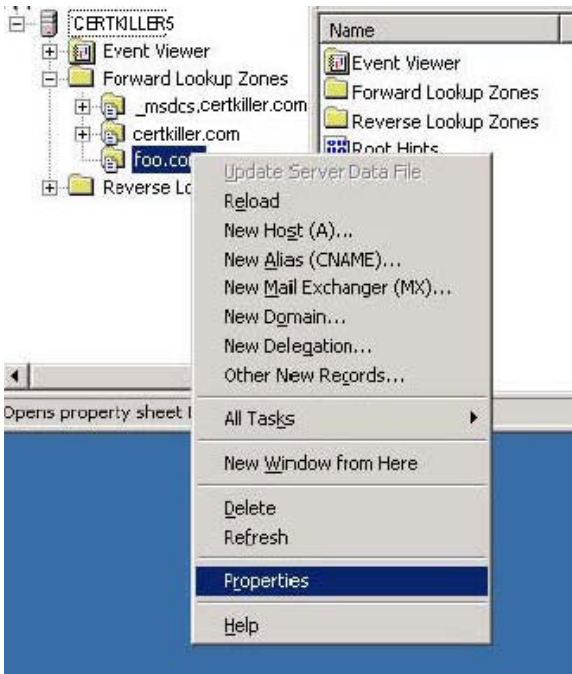 CERTKILLER5
Event Viewer
Forward Lookup Zones
_msdcs.certkiller.com
certkiller.com
foo.co
Reverse Lo
Name
Event Viewer
Forward Lookup Zones
Reverse Lookup Zones
Root Hints
Update Server Data File
Reload
New Host (A)...
New Alias (CNAME)...
New Mail Exchanger (MX)...
New Domain...
New Delegation...
Other New Records...
All Tasks
New Window from Here
Delete
Refresh
Properties
Help
Opens property sheet